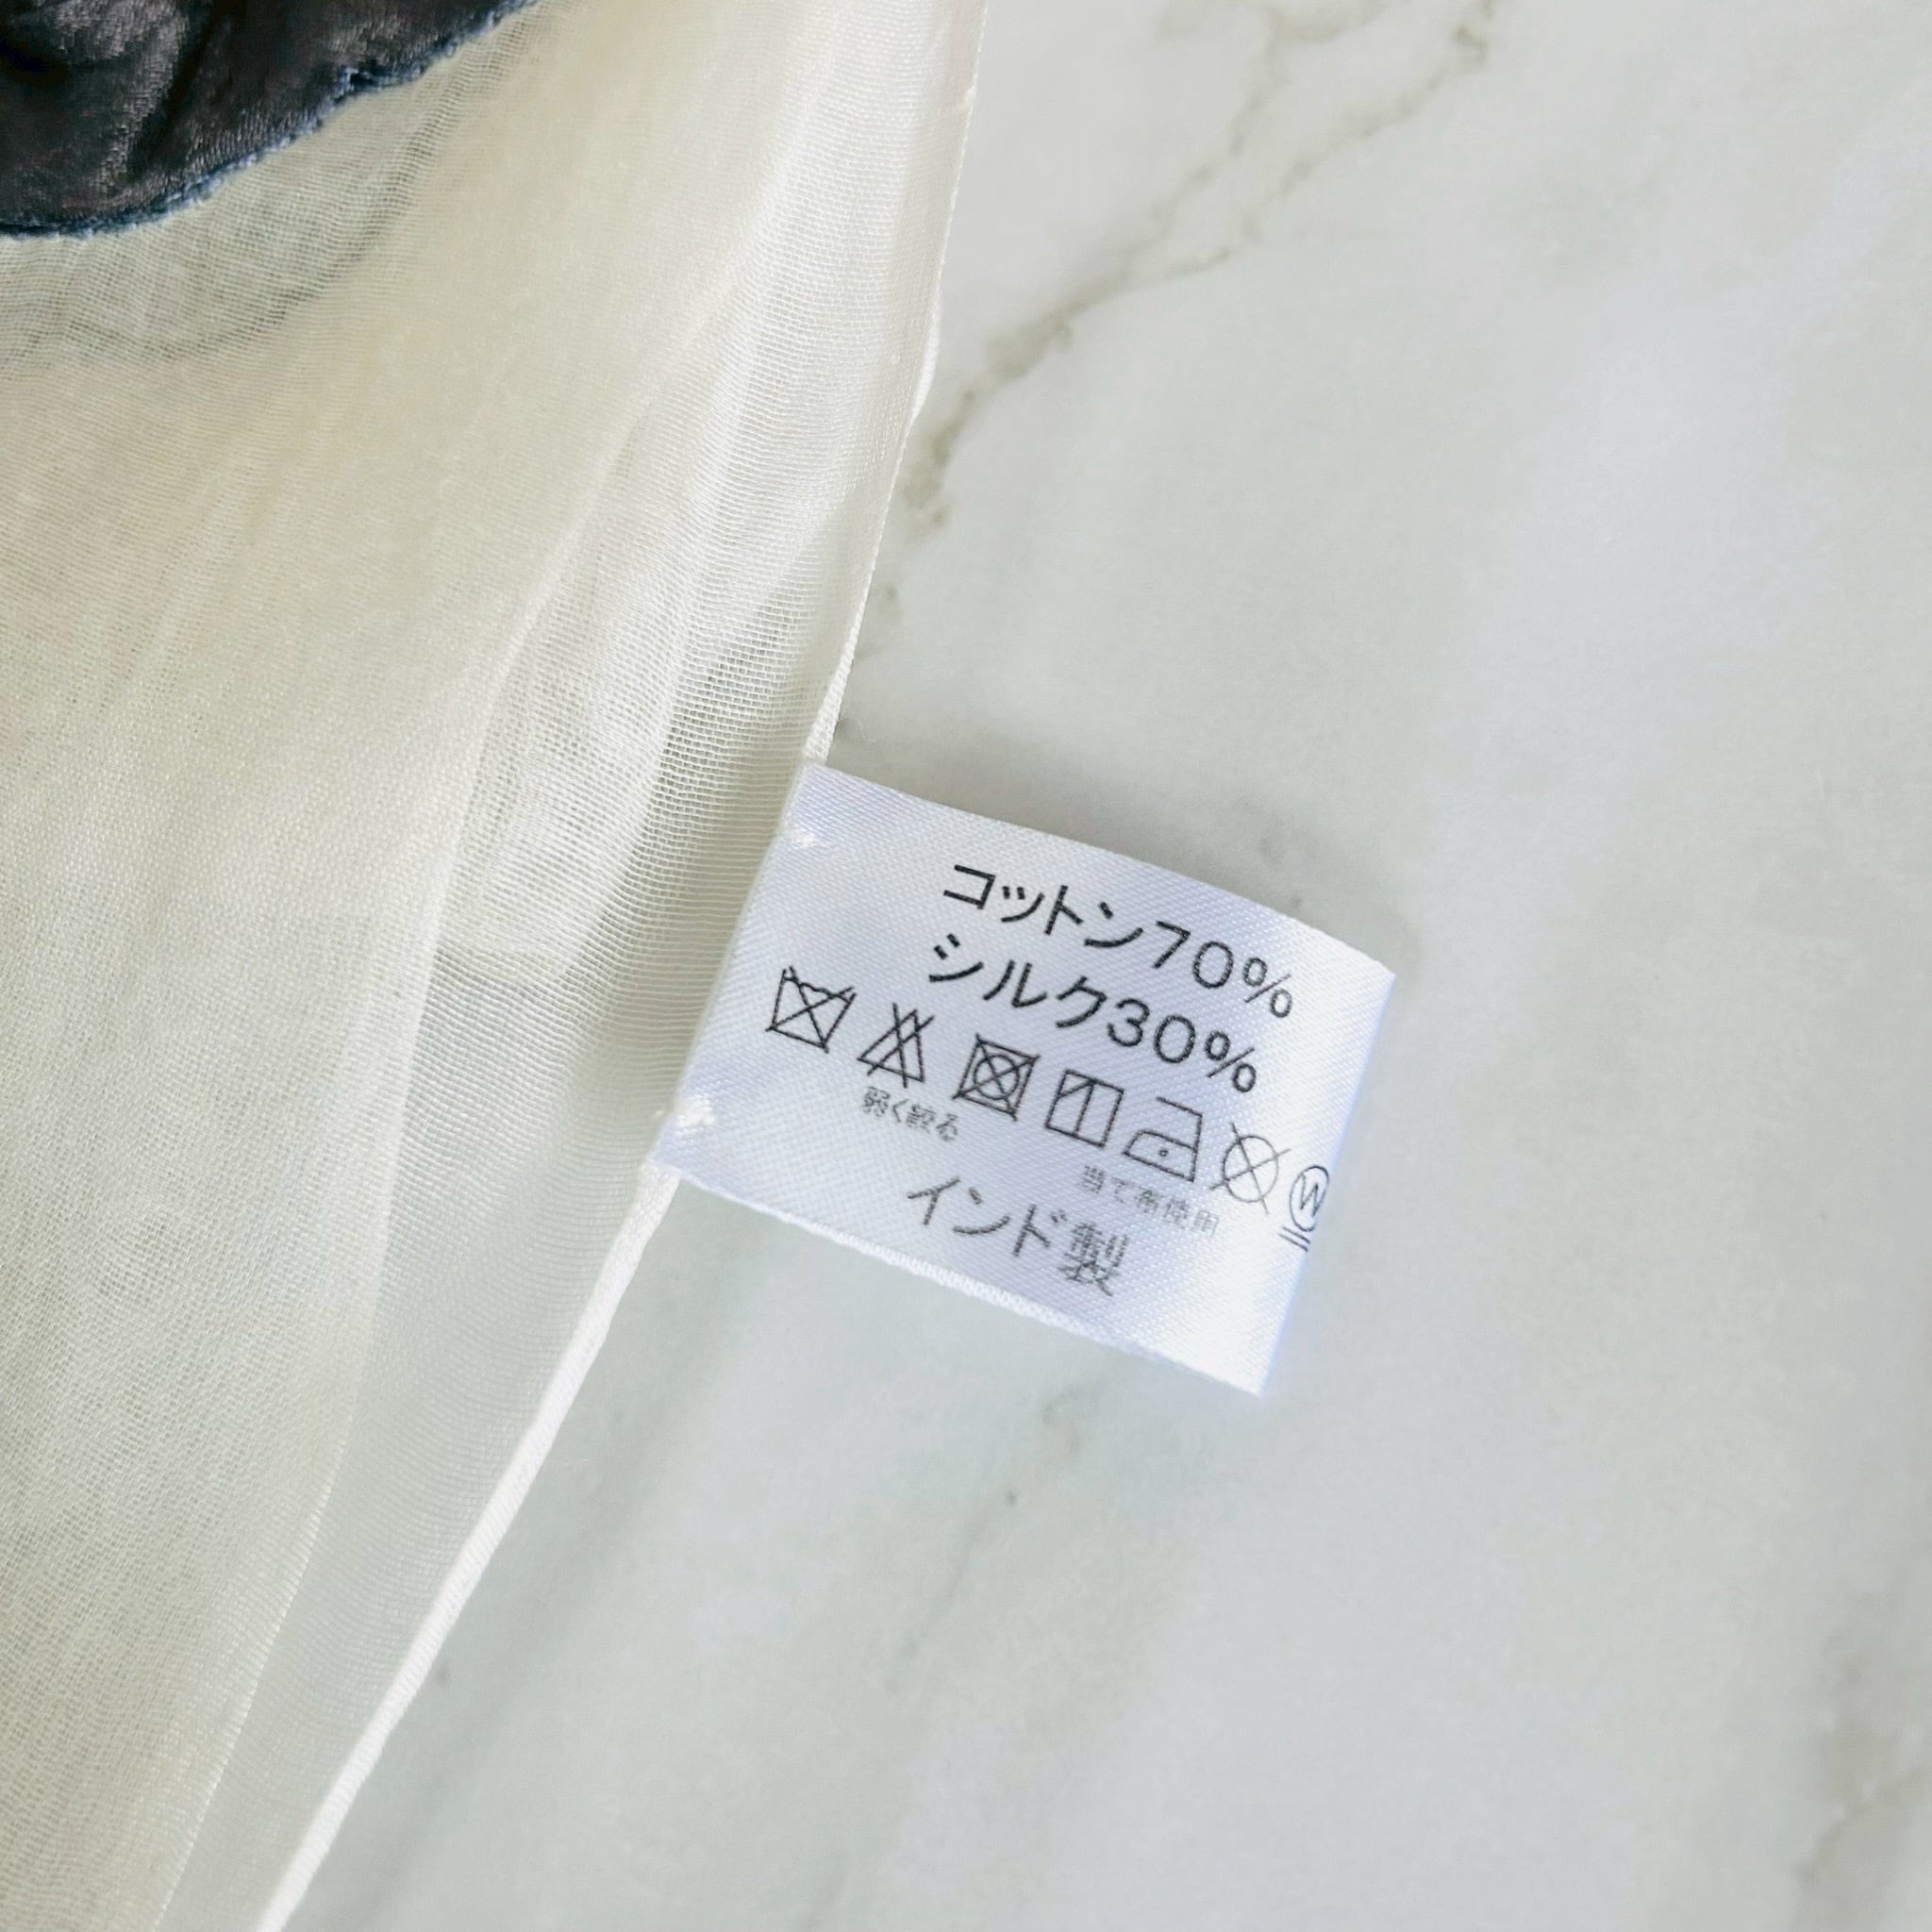 コットン70%
シルク30%
弱く絞る
当て布使用
W
インド製